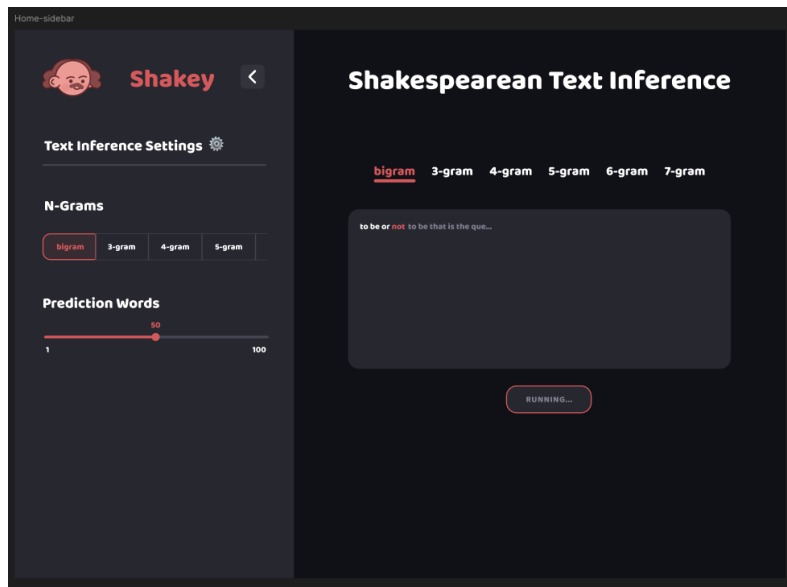 Home-sidebar
Shakey
Text Inference Settings
N-Grams
bigram 3-gram 4-gram 5-gram
Prediction Words
50
1 100
Shakespearean Text Inference
bigram 3-gram 4-gram 5-gram 6-gram 7-gram
to be or not to be that is the que...
RUNNING...